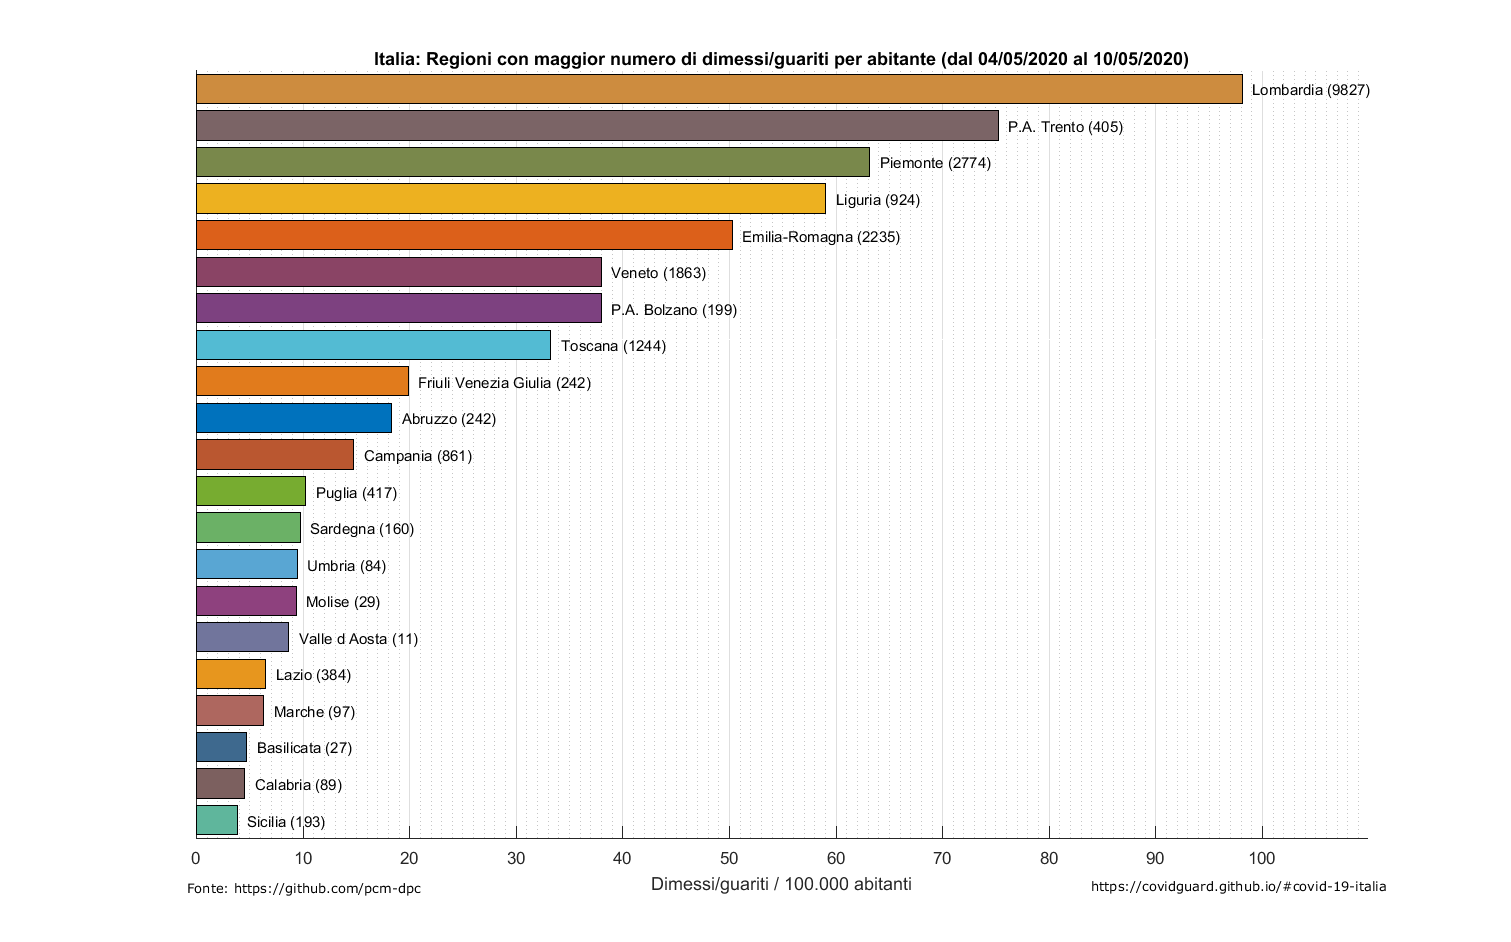 Italia: Regioni con maggior numero di dimessi/guariti per abitante (dal 04/05/2020 al 10/05/2020)
Lombardia (9827)
P.A. Trento (405)
Piemonte (2774)
Liguria (924)
Emilia-Romagna (2235)
Veneto (1863)
P.A. Bolzano (199)
Toscana (1244)
Friuli Venezia Giulia (242)
Abruzzo (242)
Campania (861)
Puglia (417)
Sardegna (160)
Umbria (84)
Molise (29)
Valle d Aosta (11)
Lazio (384)
Marche (97)
Basilicata (27)
Calabria (89)
Sicilia (193)
0 10 20 30 40 50 60 70 80 90 100
Dimessi/guariti / 100.000 abitanti
Fonte: https://github.com/pcm-dpc
https://covidguard.github.io/#covid-19-italia